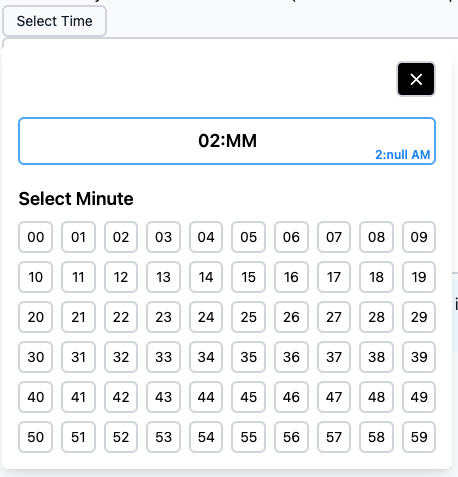 Select Time
02:MM
2:null AM
Select Minute
00 01 02 03 04 05 06 07 08 09
10 11 12 13 14 15 16 17 18 19
20 21 22 23 24 25 26 27 28 29
30 31 32 33 34 35 36 37 38 39
40 41 42 43 44 45 46 47 48 49
50 51 52 53 54 55 56 57 58 59